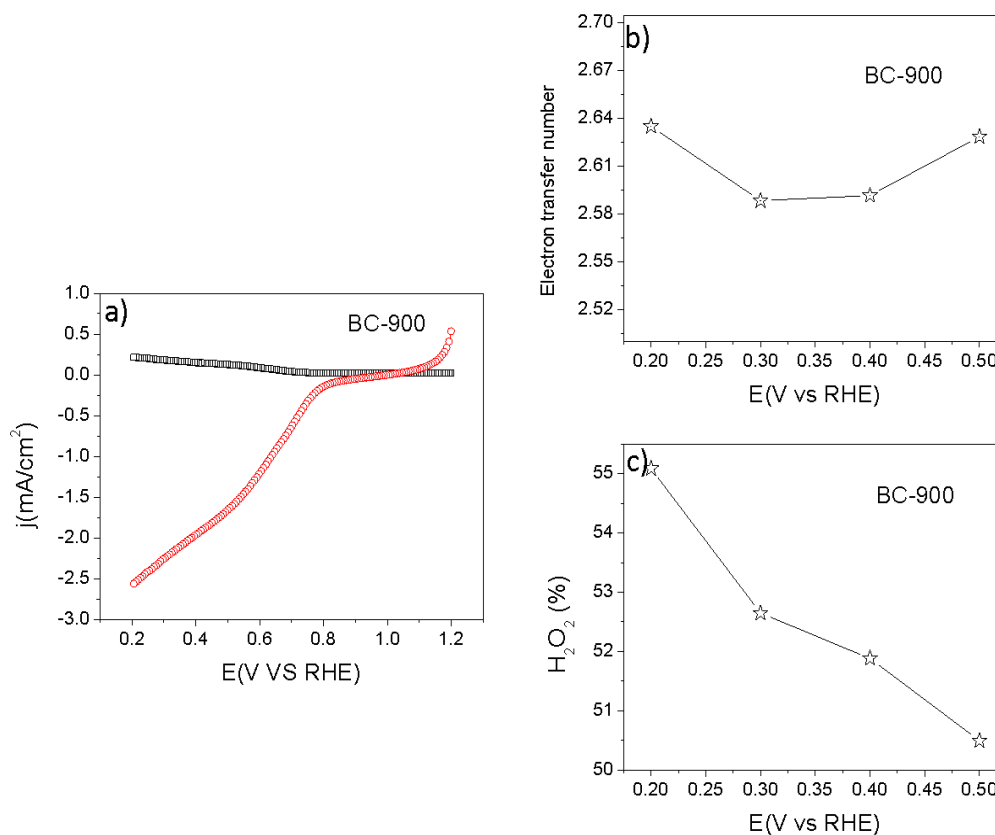 a)
BC-900
1.0
0.5
0.0
-0.5
-1.0
-1.5
-2.0
-2.5
-3.0
j(mA/cm²)
0.2 0.4 0.6 0.8 1.0 1.2
E(V VS RHE)
b)
BC-900
2.70
2.67
2.64
2.61
2.58
2.55
2.52
Electron transfer number
0.20 0.25 0.30 0.35 0.40 0.45 0.50
E(V vs RHE)
c)
BC-900
55
54
53
52
51
50
H₂O₂ (%)
0.20 0.25 0.30 0.35 0.40 0.45 0.50
E(V vs RHE)